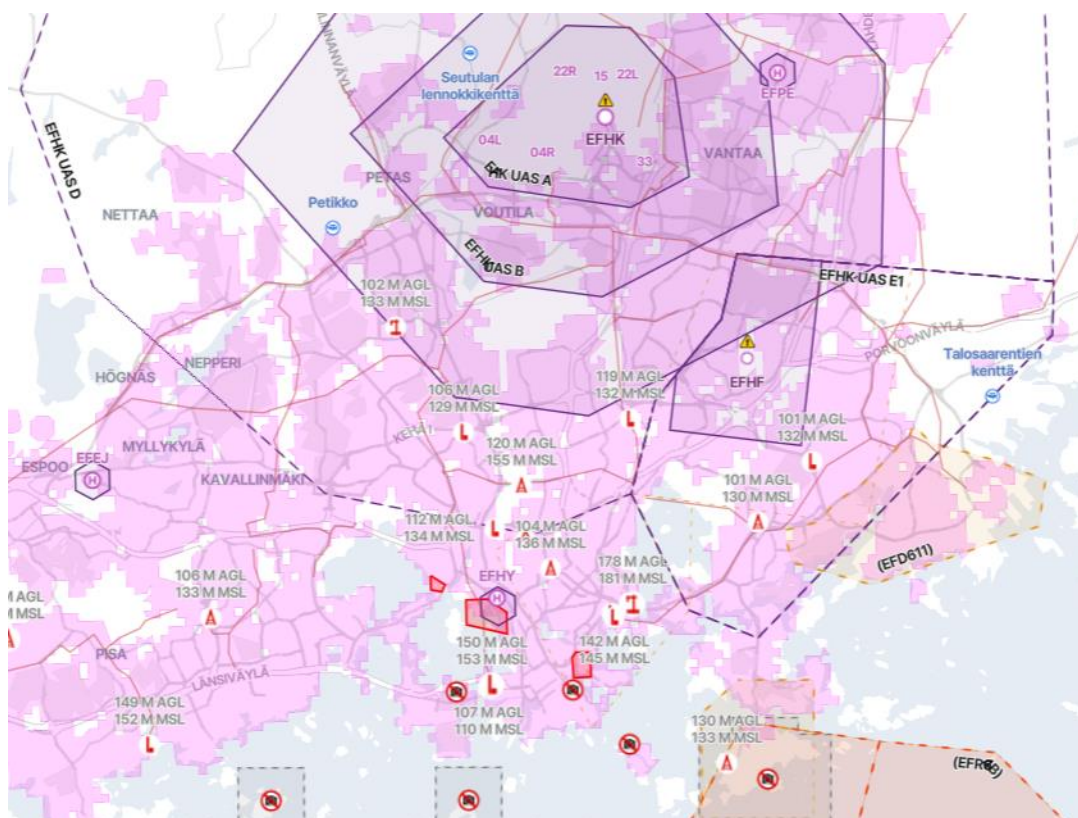 Seutulan
lennokkikenttä
22R
15
22L
H
EFPE
EFHK
04L
04R
33
VANTAA
EFHK UAS D
PETAS
HK UAS A
NETTAA
Petikko
VOUTILA
EFHK
UAS B
EFHK UAS E1
102 M AGL
133 M MSL
PORVOONVÄYLÄ
NEPPERI
HÖGNÄS
EFHF
Talosaarentien
kenttä
119 M AGL
132 M MSL
106 M AGL
129 M MSL
KEHÄ I
101 M AGL
132 M MSL
120 M AGL
155 M MSL
MYLLYKYLÄ
EFEJ
ESPOO
H
KAVALLINMÄKI
101 M AGL
130 M MSL
112 M AGL
134 M MSL
104 M AGL
136 M MSL
(EFD611)
178 M AGL
181 M MSL
EFHY
H
106 M AGL
133 M MSL
M AGL
M MSL
150 M AGL
153 M MSL
142 M AGL
145 M MSL
PISA
LÄNSIVÄYLÄ
107 M AGL
110 M MSL
149 M AGL
152 M MSL
130 M AGL
133 M MSL